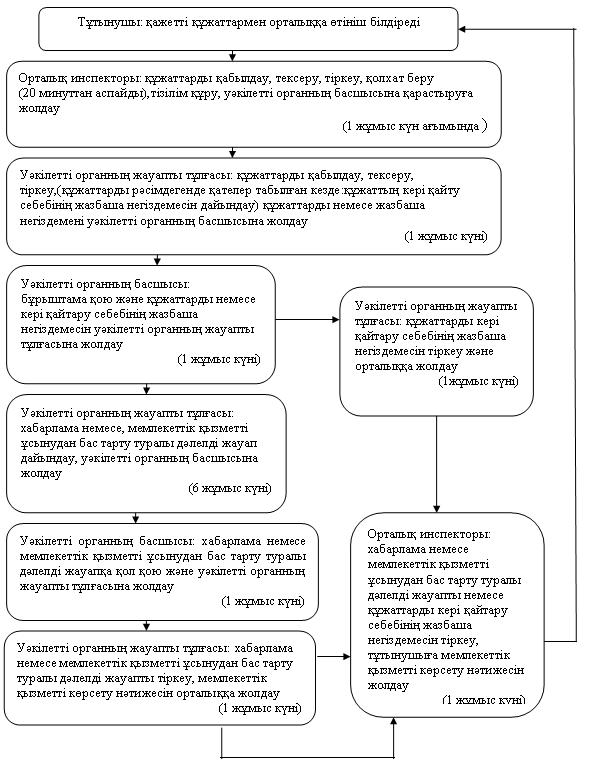 Тұтынушы: қажетті құжаттармен орталыққа өтініш білдіреді
Орталық инспекторы: құжаттарды қабылдау, тексеру, тіркеу, қолхат беру
(20 минуттан аспайды),тізілім құру, уәкілетті органның басшысына қарастыруға
жолдау
(1 жұмыс күн ағымында )
Уәкілетті органның жауапты тұлғасы: құжаттарды қабылдау, тексеру,
тіркеу,(құжаттарды рәсімдегенде қателер табылған кезде:құжаттың кері қайту
себебінің жазбаша негіздемесін дайындау) құжаттарды немесе жазбаша
негіздемені уәкілетті органның басшысына жолдау
(1 жұмыс күні)
Уәкілетті органның басшысы:
бұрыштама қою және құжаттарды немесе
кері қайтару себебінің жазбаша
негіздемесін уәкілетті органның жауапты
тұлғасына жолдау
(1 жұмыс күні)
Уәкілетті органның жауапты
тұлғасы: құжаттарды кері
қайтару себебінің жазбаша
негіздемесін тіркеу және
орталыққа жолдау
(1жұмыс күні)
Уәкілетті органның жауапты тұлғасы:
хабарлама немесе, мемлекеттік қызметті
ұсынудан бас тарту туралы дәлелді жауап
дайындау, уәкілетті органның басшысына
жолдау
(6 жұмыс күні)
Уәкілетті органның басшысы: хабарлама немесе
мемлекеттік қызметті ұсынудан бас тарту туралы
дәлелді жауапқа қол қою және уәкілетті органның
жауапты тұлғасына жолдау
(1 жұмыс күні)
Орталық инспекторы:
хабарлама немесе
мемлекеттік қызметті
ұсынудан бас тарту туралы
дәлелді жауапты немесе
құжаттарды кері қайтару
себебінің жазбаша
негіздемесін тіркеу,
тұтынушыға мемлекеттік
қызметті көрсету нәтижесін
жолдау
(1 жұмыс күні)
Уәкілетті органның жауапты тұлғасы: хабарлама
немесе мемлекеттік қызметті ұсынудан бас тарту
туралы дәлелді жауапты тіркеу, мемлекеттік
қызметті көрсету нәтижесін орталыққа жолдау
(1 жұмыс күні)